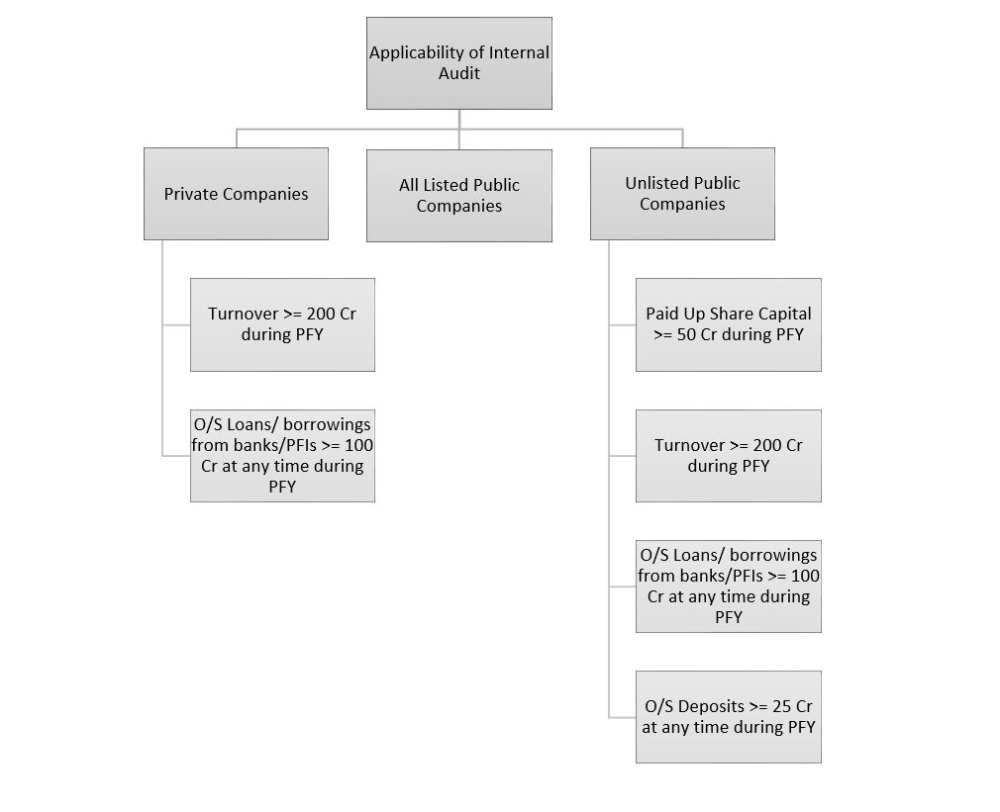 Applicability of Internal
Audit
Private Companies
All Listed Public
Companies
Unlisted Public
Companies
Turnover >= 200 Cr
during PFY
O/S Loans/ borrowings
from banks/PFIs >= 100
Cr at any time during
PFY
Paid Up Share Capital
>= 50 Cr during PFY
Turnover >= 200 Cr
during PFY
O/S Loans/ borrowings
from banks/PFIs >= 100
Cr at any time during
PFY
O/S Deposits >= 25 Cr
at any time during PFY